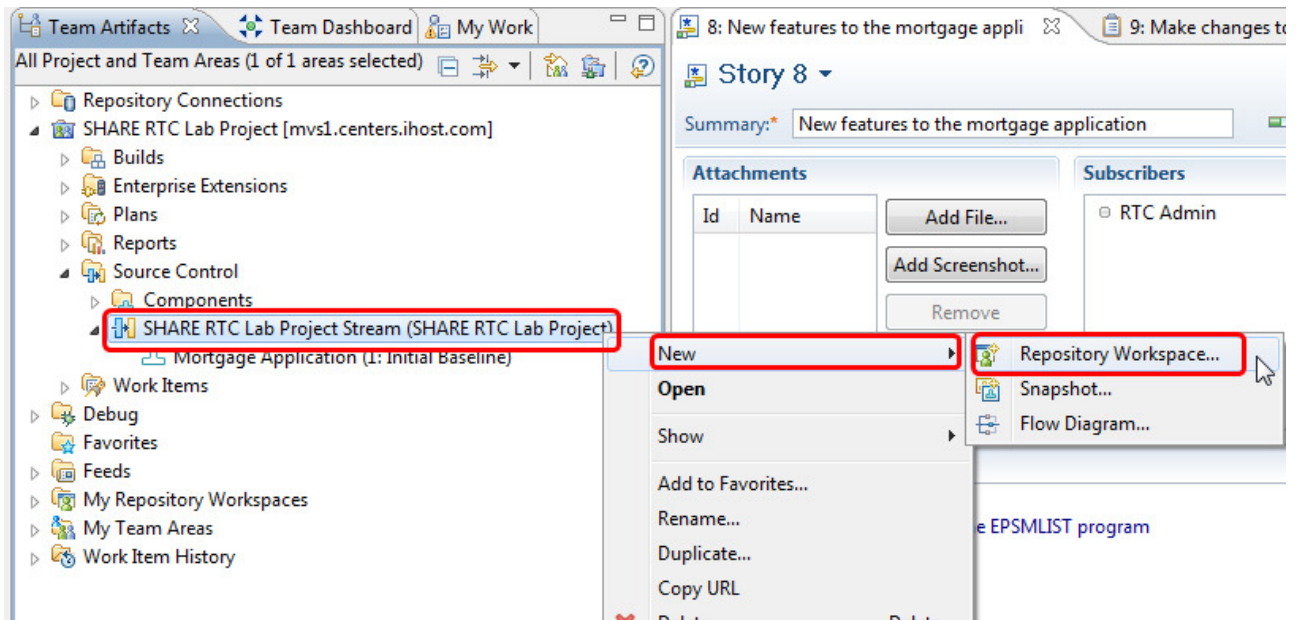 Team Artifacts
Team Dashboard
My Work
All Project and Team Areas (1 of 1 areas selected)
Repository Connections
SHARE RTC Lab Project [mvs1.centers.ihost.com]
Builds
Enterprise Extensions
Plans
Reports
Source Control
Components
SHARE RTC Lab Project Stream (SHARE RTC Lab Project)
Mortgage Application (1: Initial Baseline)
Work Items
Debug
Favorites
Feeds
My Repository Workspaces
My Team Areas
Work Item History
8: New features to the mortgage appli
9: Make changes to
Story 8
Summary:* New features to the mortgage application
Attachments
Id Name
Add File...
Add Screenshot...
Remove
Subscribers
RTC Admin
New
Open
Show
Add to Favorites...
Rename...
Duplicate...
Copy URL
Repository Workspace...
Snapshot...
Flow Diagram...
e EPSMLIST program